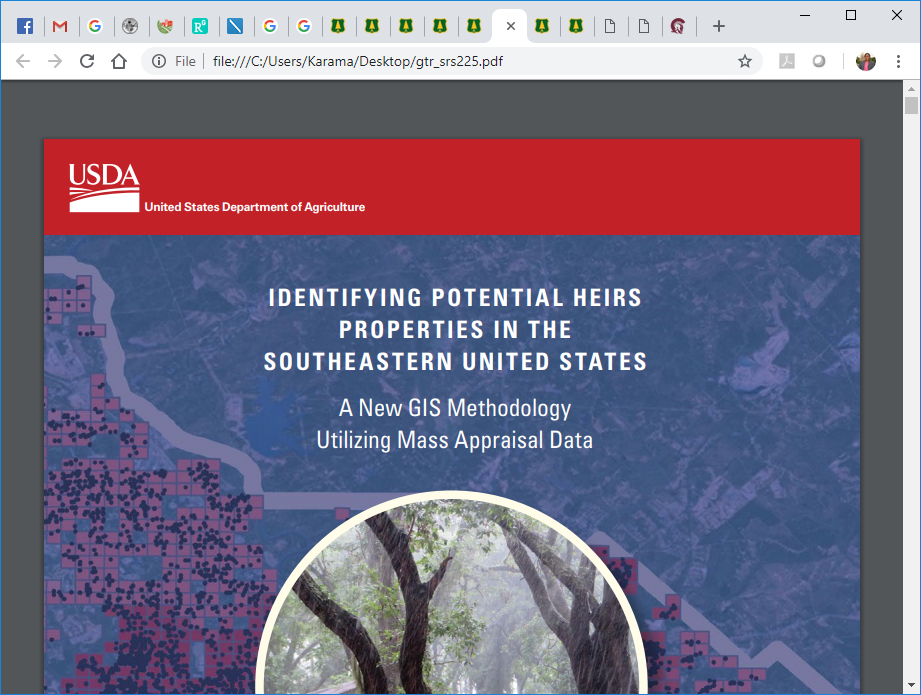 File
file:///C:/Users/Karama/Desktop/gtr_srs225.pdf
USDA
United States Department of Agriculture
IDENTIFYING POTENTIAL HEIRS
PROPERTIES IN THE
SOUTHEASTERN UNITED STATES
A New GIS Methodology
Utilizing Mass Appraisal Data